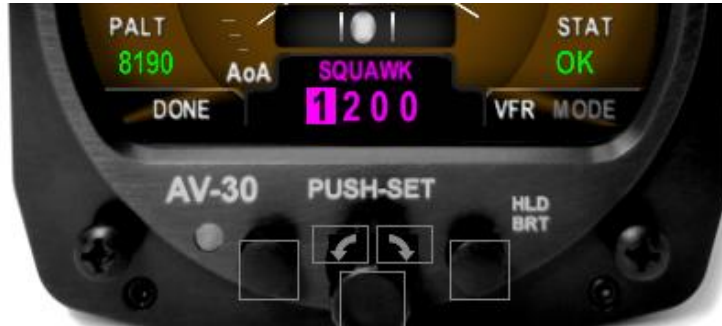 PALT
8190
AoA
SQUAWK
1200
STAT
OK
DONE
VFR MODE
AV-30
PUSH-SET
HLD
BRT